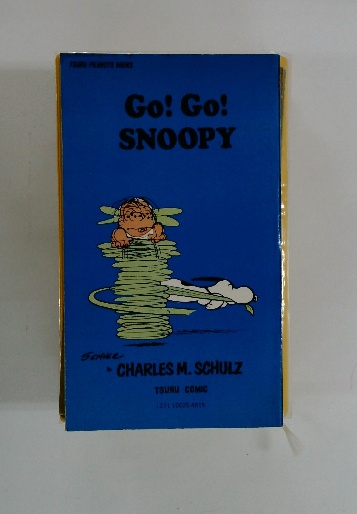 TSURU PEANUTS BOOKS
Go! Go!
SNOOPY
SCHULZ
CHARLES M. SCHULZ
TSURU COMIC